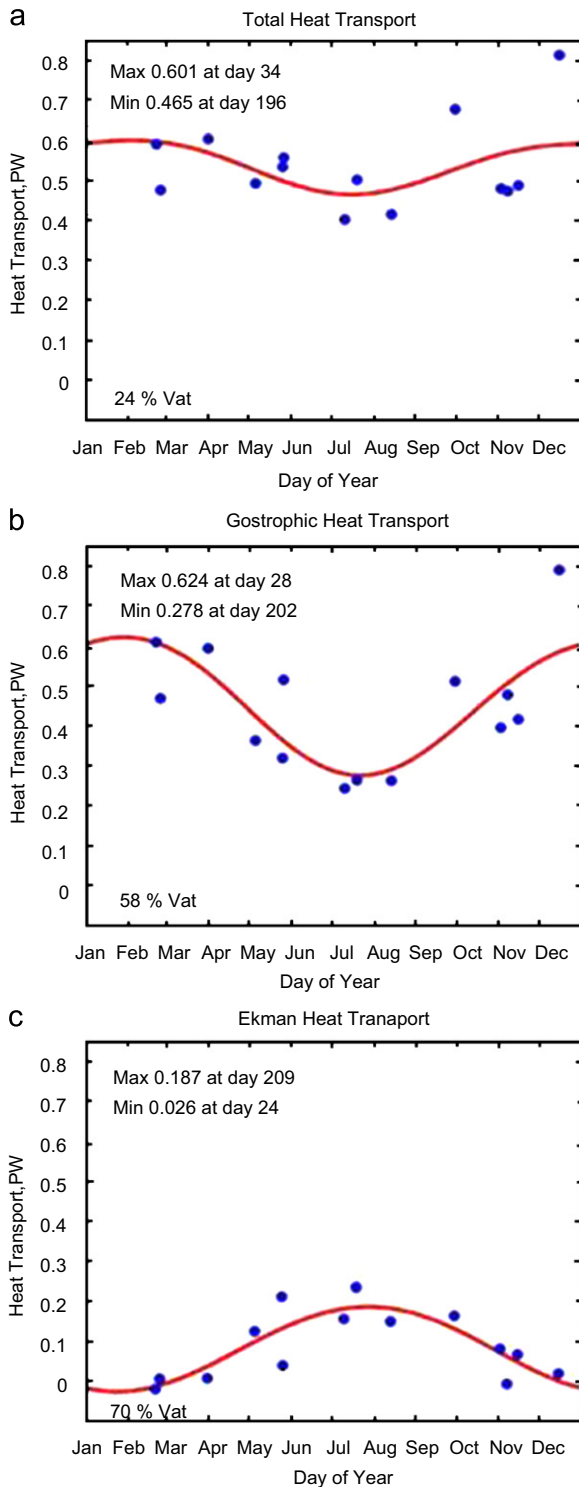 a
Total Heat Transport
Max 0.601 at day 34
Min 0.465 at day 196
0.8
0.7
0.6
0.5
0.4
0.3
0.2
0.1
0
Heat Transport,PW
24 % Vat
Jan Feb Mar Apr May Jun Jul Aug Sep Oct Nov Dec
Day of Year
b
Gostrophic Heat Transport
Max 0.624 at day 28
Min 0.278 at day 202
0.8
0.7
0.6
0.5
0.4
0.3
0.2
0.1
0
Heat Transport,PW
58 % Vat
Jan Feb Mar Apr May Jun Jul Aug Sep Oct Nov Dec
Day of Year
c
Ekman Heat Tranaport
Max 0.187 at day 209
Min 0.026 at day 24
0.8
0.7
0.6
0.5
0.4
0.3
0.2
0.1
0
Heat Transport,PW
70 % Vat
Jan Feb Mar Apr May Jun Jul Aug Sep Oct Nov Dec
Day of Year